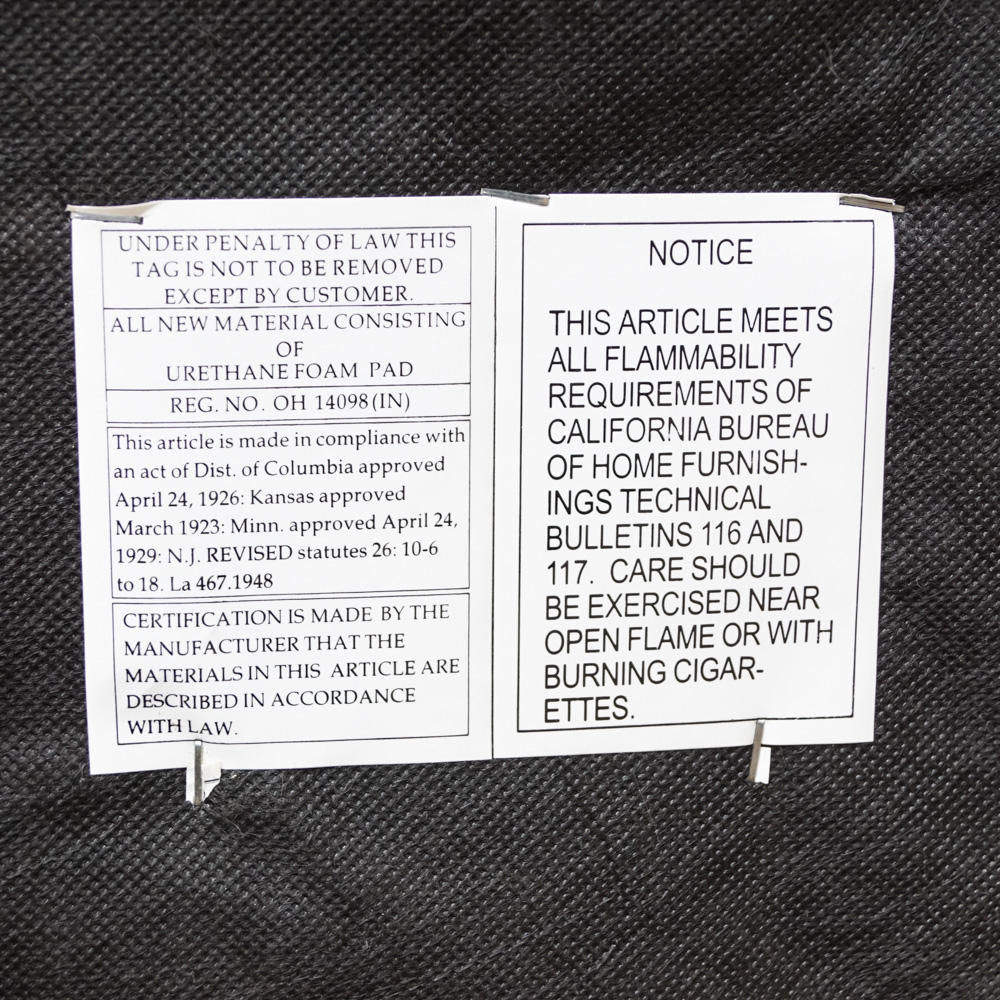 UNDER PENALTY OF LAW THIS
TAG IS NOT TO BE REMOVED
EXCEPT BY CUSTOMER.
ALL NEW MATERIAL CONSISTING
OF
URETHANE FOAM PAD
REG. NO. OH 14098 (IN)
This article is made in compliance with
an act of Dist. of Columbia approved
April 24, 1926: Kansas approved
March 1923: Minn. approved April 24,
1929: N.J. REVISED statutes 26: 10-6
to 18. La 467.1948
CERTIFICATION IS MADE BY THE
MANUFACTURER THAT THE
MATERIALS IN THIS ARTICLE ARE
DESCRIBED IN ACCORDANCE
WITH LAW.
NOTICE
THIS ARTICLE MEETS
ALL FLAMMABILITY
REQUIREMENTS OF
CALIFORNIA BUREAU
OF HOME FURNISH-
INGS TECHNICAL
BULLETINS 116 AND
117. CARE SHOULD
BE EXERCISED NEAR
OPEN FLAME OR WITH
BURNING CIGAR-
ETTES.